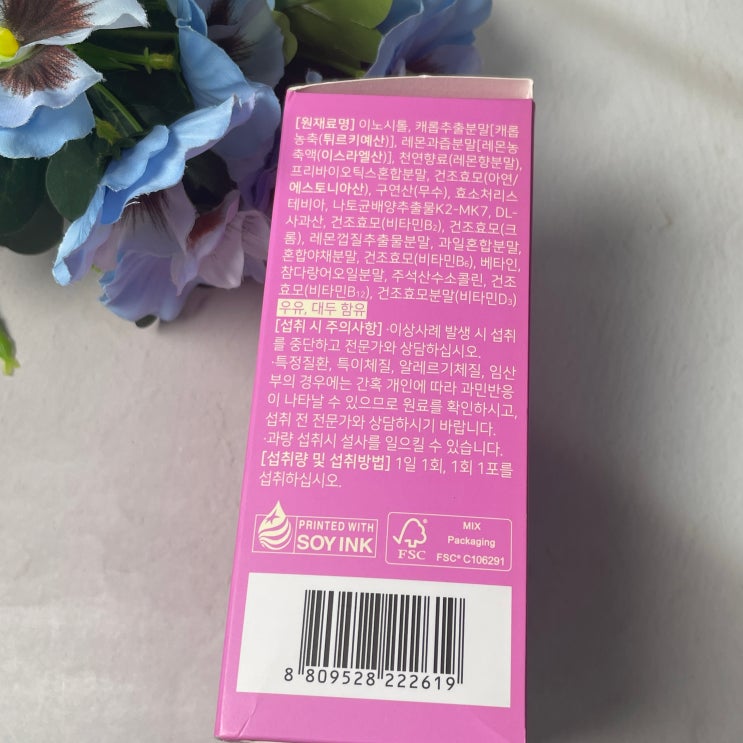 [원재료명] 이노시톨, 캐롭추출분말[캐롭
농축(튀르키예산)], 레몬과즙분말[레몬농
축액(이스라엘산)], 천연향료(레몬향분말),
프리바이오틱스혼합분말, 건조효모(아연/
에스토니아산), 구연산(무수), 효소처리스
테비아, 나토균배양추출물K2-MK7, DL-
사과산, 건조효모(비타민B₂), 건조효모(크
롬), 레몬껍질추출물분말, 과일혼합분말,
혼합야채분말, 건조효모(비타민B₆), 베타인,
참다랑어오일분말, 주석산수소콜린, 건조
효모(비타민B₁₂), 건조효모분말(비타민D₃)
우유, 대두 함유
[섭취 시 주의사항] ·이상사례 발생 시 섭취
를 중단하고 전문가와 상담하십시오.
·특정질환, 특이체질, 알레르기체질, 임산
부의 경우에는 간혹 개인에 따라 과민반응
이 나타날 수 있으므로 원료를 확인하시고,
섭취 전 전문가와 상담하시기 바랍니다.
·과량 섭취시 설사를 일으킬 수 있습니다.
[섭취량 및 섭취방법] 1일 1회, 1회 1포를
섭취하십시오.
PRINTED WITH
SOY INK
FSC
MIX
Packaging
FSC® C106291
8 809528 222619